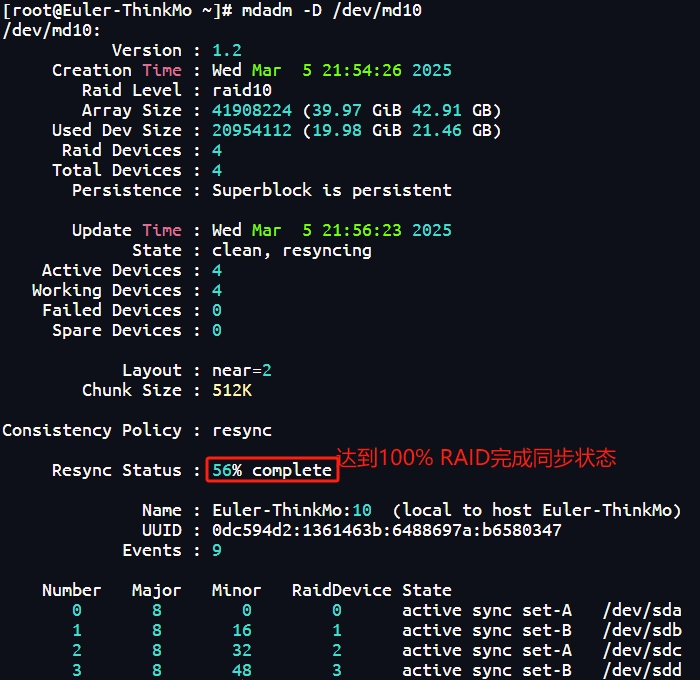 [root@Euler-ThinkMo ~]# mdadm -D /dev/md10
/dev/md10:
Version : 1.2
Creation Time : Wed Mar  5 21:54:26 2025
Raid Level : raid10
Array Size : 41908224 (39.97 GiB 42.91 GB)
Used Dev Size : 20954112 (19.98 GiB 21.46 GB)
Raid Devices : 4
Total Devices : 4
Persistence : Superblock is persistent
Update Time : Wed Mar  5 21:56:23 2025
State : clean, resyncing
Active Devices : 4
Working Devices : 4
Failed Devices : 0
Spare Devices : 0
Layout : near=2
Chunk Size : 512K
Consistency Policy : resync
Resync Status : 56% complete 达到100% RAID完成同步状态
Name : Euler-ThinkMo:10  (local to host Euler-ThinkMo)
UUID : 0dc594d2:1361463b:6488697a:b6580347
Events : 9
Number Major Minor RaidDevice State
0 8 0 0 active sync set-A /dev/sda
1 8 16 1 active sync set-B /dev/sdb
2 8 32 2 active sync set-A /dev/sdc
3 8 48 3 active sync set-B /dev/sdd